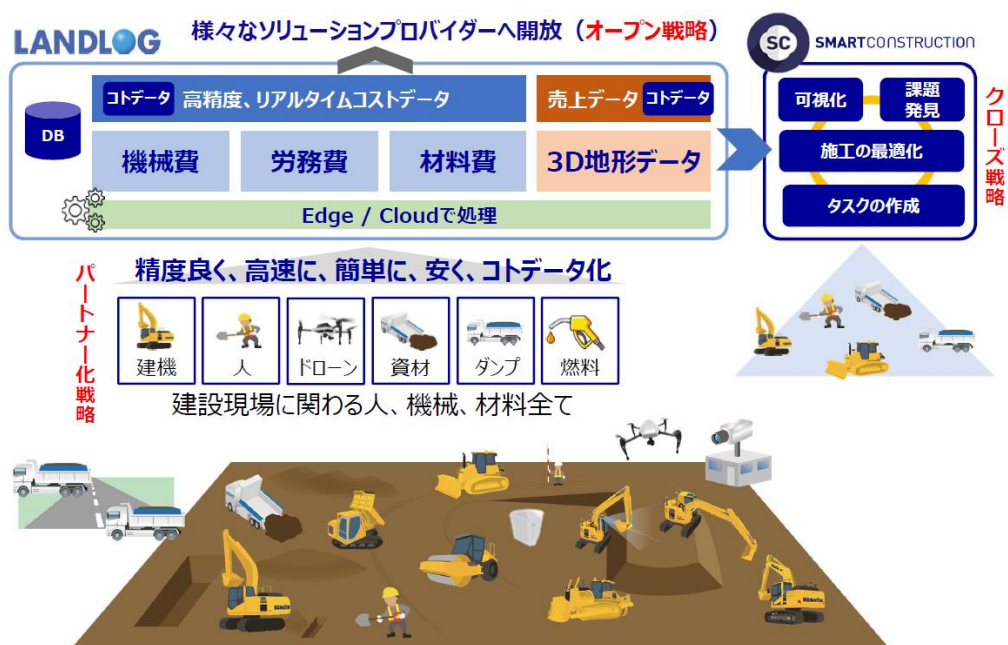 LANDLOG
様々なソリューションプロバイダーへ開放（オープン戦略）
SC SMARTCONSTRUCTION
DB
コトデータ 高精度、リアルタイムコストデータ
売上データ コトデータ
機械費
労務費
材料費
3D地形データ
Edge / Cloudで処理
可視化
課題
発見
施工の最適化
タスクの作成
クローズ戦略
パートナー化戦略
精度良く、高速に、簡単に、安く、コトデータ化
建機
人
ドローン
資材
ダンプ
燃料
建設現場に関わる人、機械、材料全て